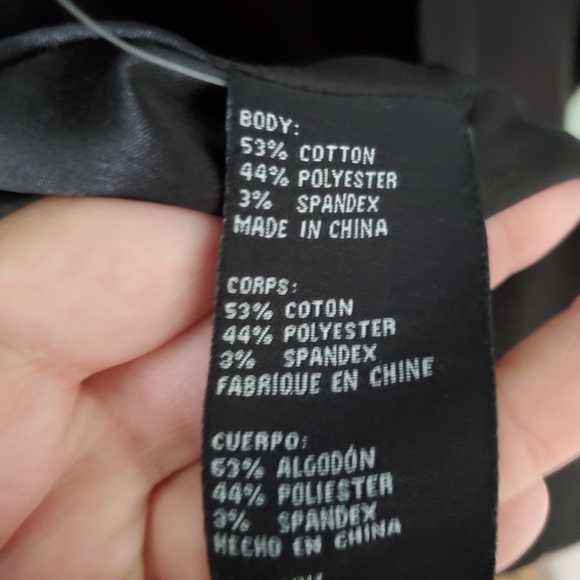 BODY:
53% COTTON
44% POLYESTER
3% SPANDEX
MADE IN CHINA
CORPS:
53% COTON
44% POLYESTER
3% SPANDEX
FABRIQUE EN CHINE
CUERPO:
53% ALGODÓN
44% POLIESTER
3% SPANDEX
HECHO EN CHINA